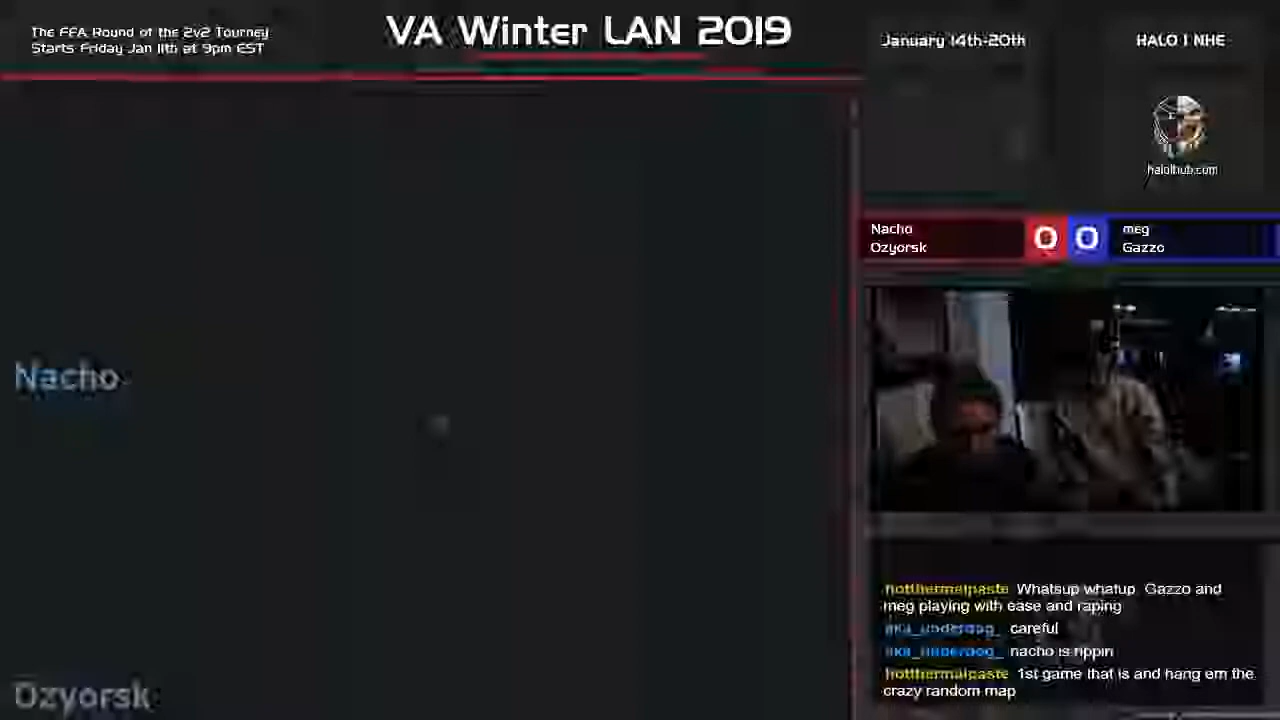 The FFA Round of the 2v2 Tourney
Starts Friday Jan 11th at 9pm EST
VA Winter LAN 2019
January 14th-20th
HALO 1 NHE
halo1hub.com
Nacho
Ozyorsk
0
0
meg
Gazzo
Nacho
hotthermalpaste Whatsup whatup. Gazzo and
meg playing with ease and raping
aka_underdog_ careful
aka_underdog_ nacho is rippin
hotthermalpaste 1st game that is and hang em the
crazy random map
Ozyorsk